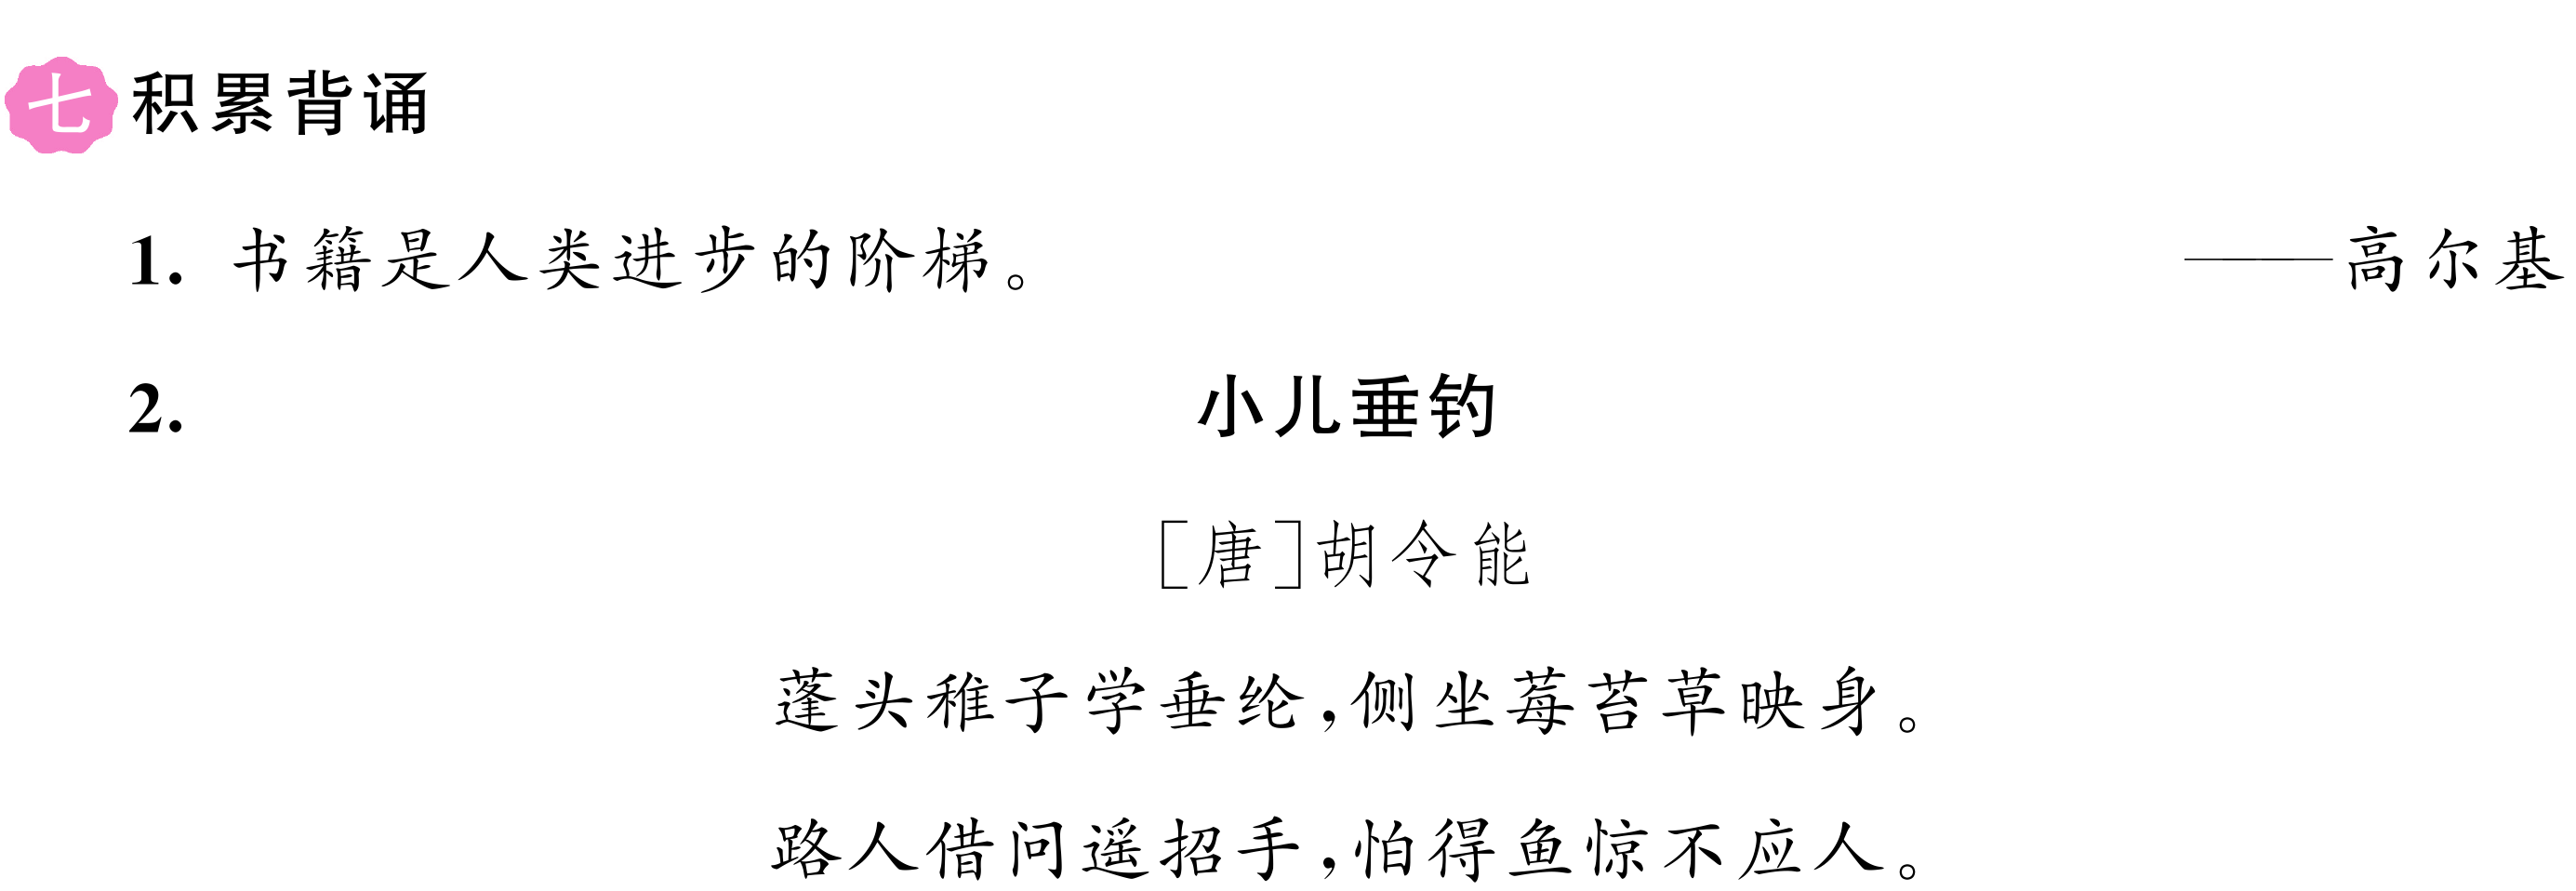 七 积累背诵
1. 书籍是人类进步的阶梯。 ——高尔基
2. 小儿垂钓
[唐]胡令能
蓬头稚子学垂纶,侧坐莓苔草映身。
路人借问遥招手,怕得鱼惊不应人。